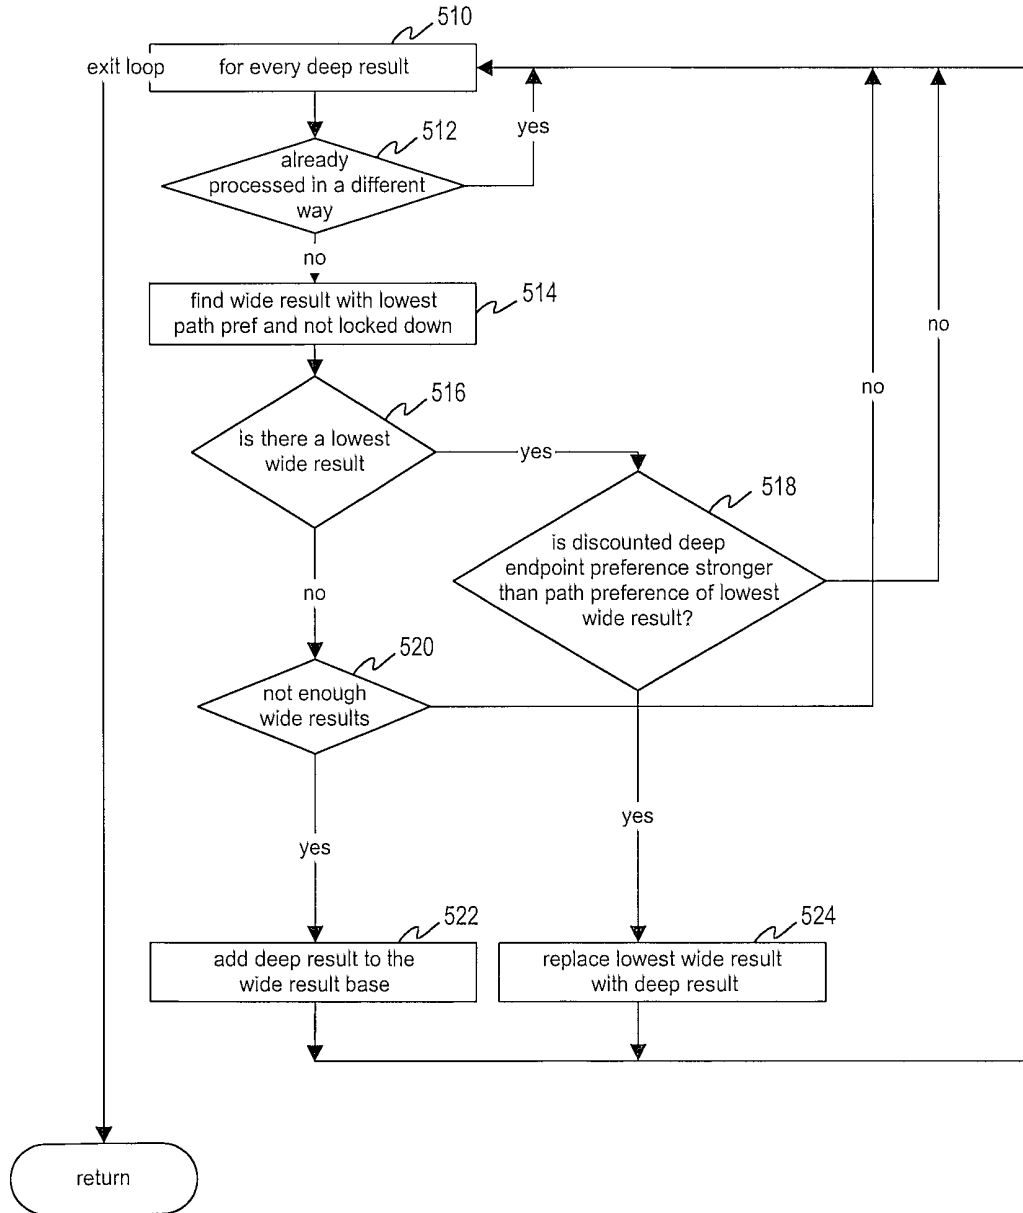 510
exit loop
for every deep result
yes
512
already
processed in a different
way
no
514
find wide result with lowest
path pref and not locked down
no
no
516
is there a lowest
wide result
yes
518
is discounted deep
endpoint preference stronger
than path preference of lowest
wide result?
no
520
not enough
wide results
yes
yes
522
add deep result to the
wide result base
524
replace lowest wide result
with deep result
return